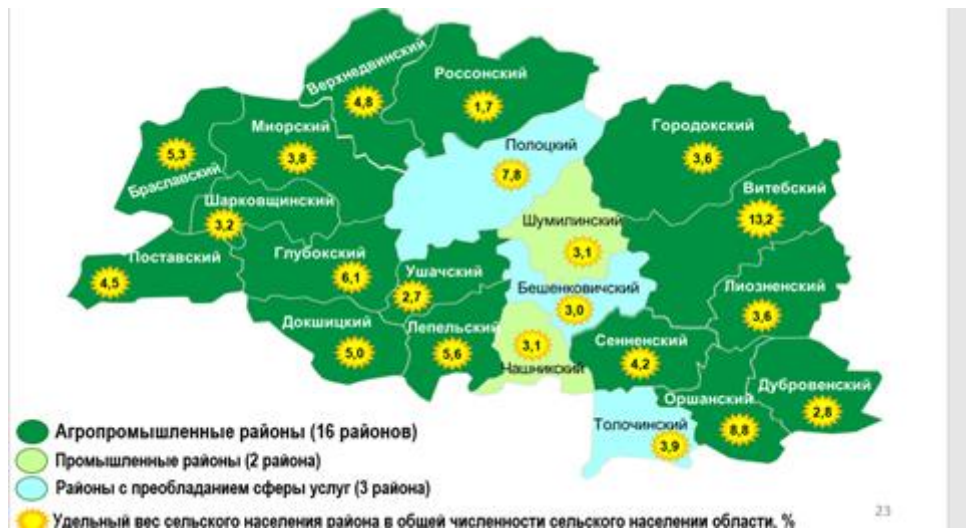 Верхнедвинский
4,8
Россонский
1,7
Браславский
5,3
Миорский
3,8
Полоцкий
7,8
Городокский
3,6
Витебский
13,2
Шарковщинский
3,2
Шумилинский
3,1
Поставский
4,5
Глубокский
6,1
Ушачский
2,7
Бешенковичский
3,0
Лиозненский
3,6
Докшицкий
5,0
Лепельский
5,6
3,1
Чашникский
Сенненский
4,2
Дубровенский
2,8
Оршанский
8,8
Толочинский
3,9
Агропромышленные районы (16 районов)
Промышленные районы (2 района)
Районы с преобладанием сферы услуг (3 района)
Удельный вес сельского населения района в общей численности сельского населении области, %
23